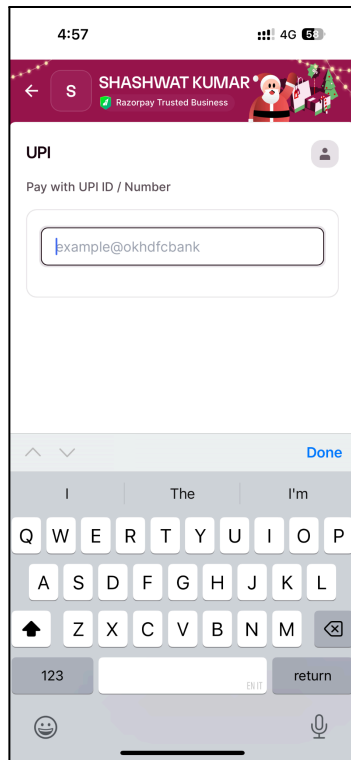 4:57
4G 58
S
SHASHWAT KUMAR
Razorpay Trusted Business
UPI
Pay with UPI ID / Number
example@okhdfcbank
Done
I The I'm
Q W E R T Y U I O P
A S D F G H J K L
Z X C V B N M
123 EN IT return